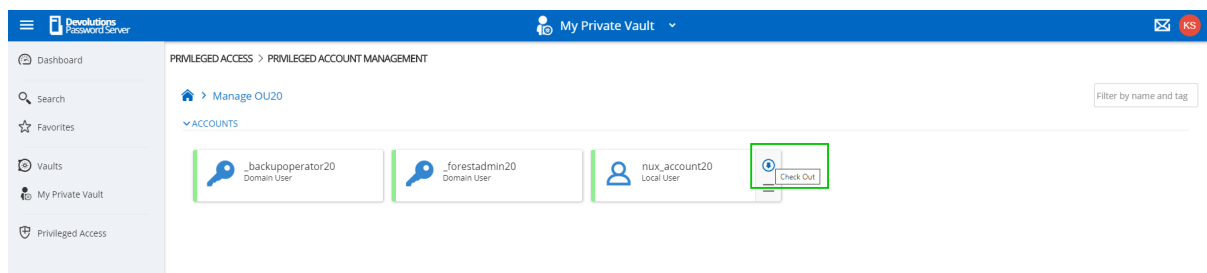 Devolutions
Password Server
My Private Vault
KS
Dashboard
Search
Favorites
Vaults
My Private Vault
Privileged Access
PRIVILEGED ACCESS > PRIVILEGED ACCOUNT MANAGEMENT
> Manage OU20
Filter by name and tag
ACCOUNTS
_backupoperator20
Domain User
_forestadmin20
Domain User
nux_account20
Local User
Check Out